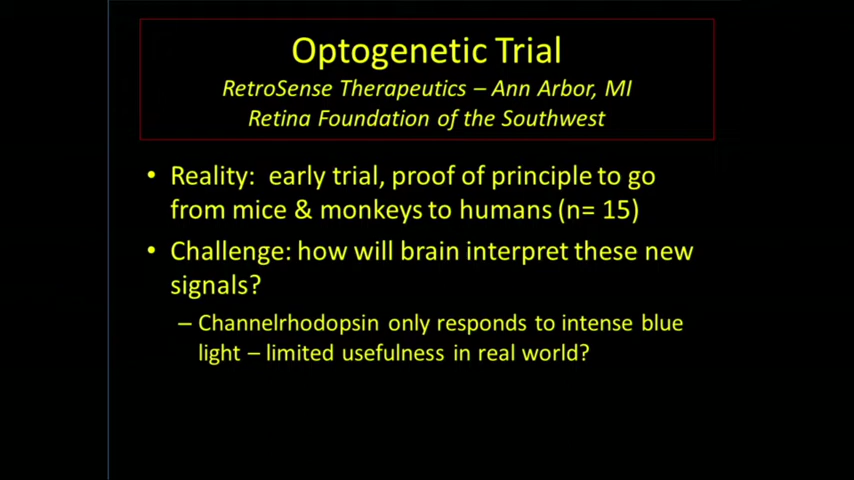 Optogenetic Trial
RetroSense Therapeutics – Ann Arbor, MI
Retina Foundation of the Southwest
• Reality: early trial, proof of principle to go
from mice & monkeys to humans (n= 15)
• Challenge: how will brain interpret these new
signals?
– Channelrhodopsin only responds to intense blue
light – limited usefulness in real world?